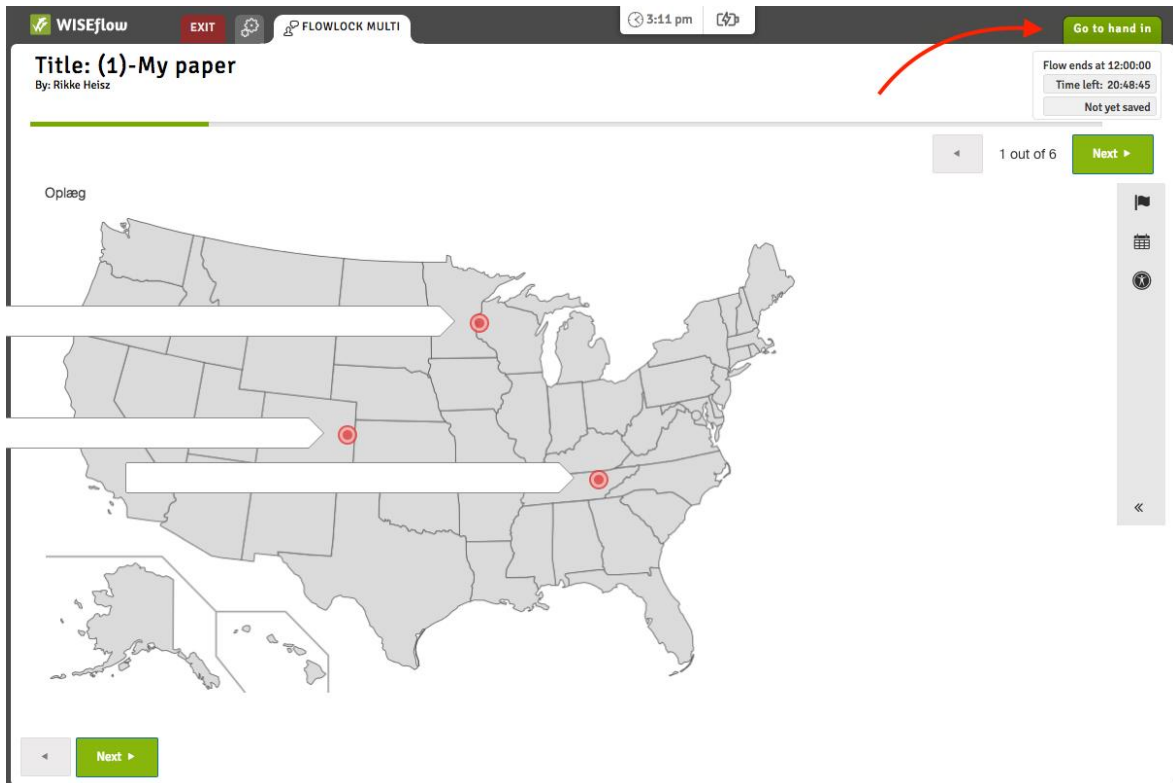 WISEflow
EXIT
FLOWLOCK MULTI
3:11 pm
Go to hand in
Title: (1)-My paper
By: Rikke Heisz
Flow ends at 12:00:00
Time left: 20:48:45
Not yet saved
1 out of 6
Next
Oplæg
Next